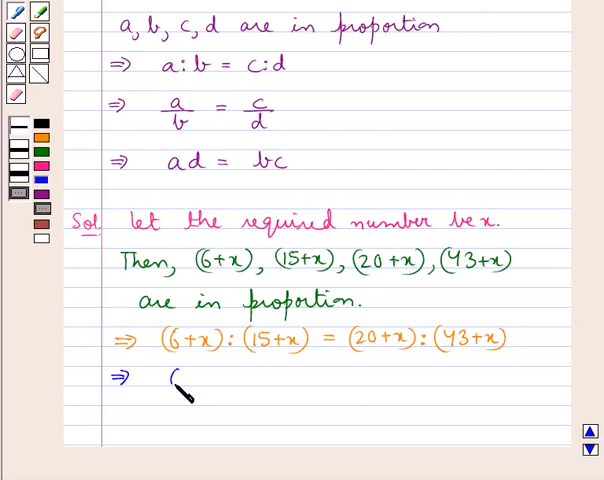 a, b, c, d are in proportion
⇒ a : b = c : d
⇒ a/b = c/d
⇒ ad = bc
Sol let the required number be x.
Then, (6+x), (15+x), (20+x), (43+x)
are in proportion.
⇒ (6+x) : (15+x) = (20+x) : (43+x)
⇒ (